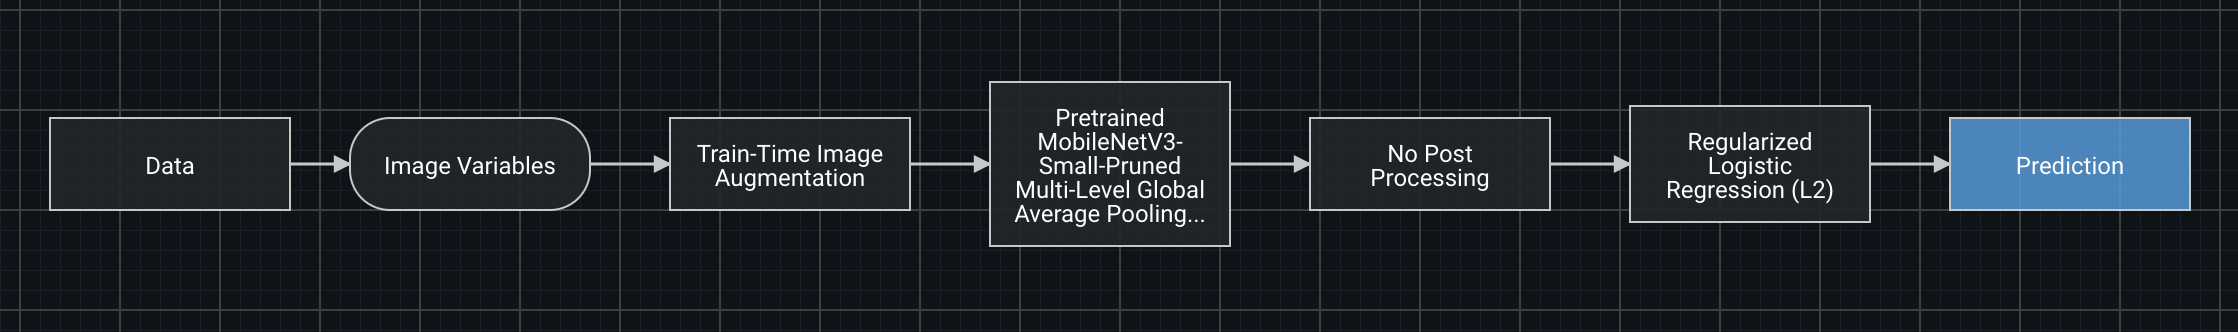 Data
Image Variables
Train-Time Image
Augmentation
Pretrained
MobileNetV3-
Small-Pruned
Multi-Level Global
Average Pooling...
No Post
Processing
Regularized
Logistic
Regression (L2)
Prediction